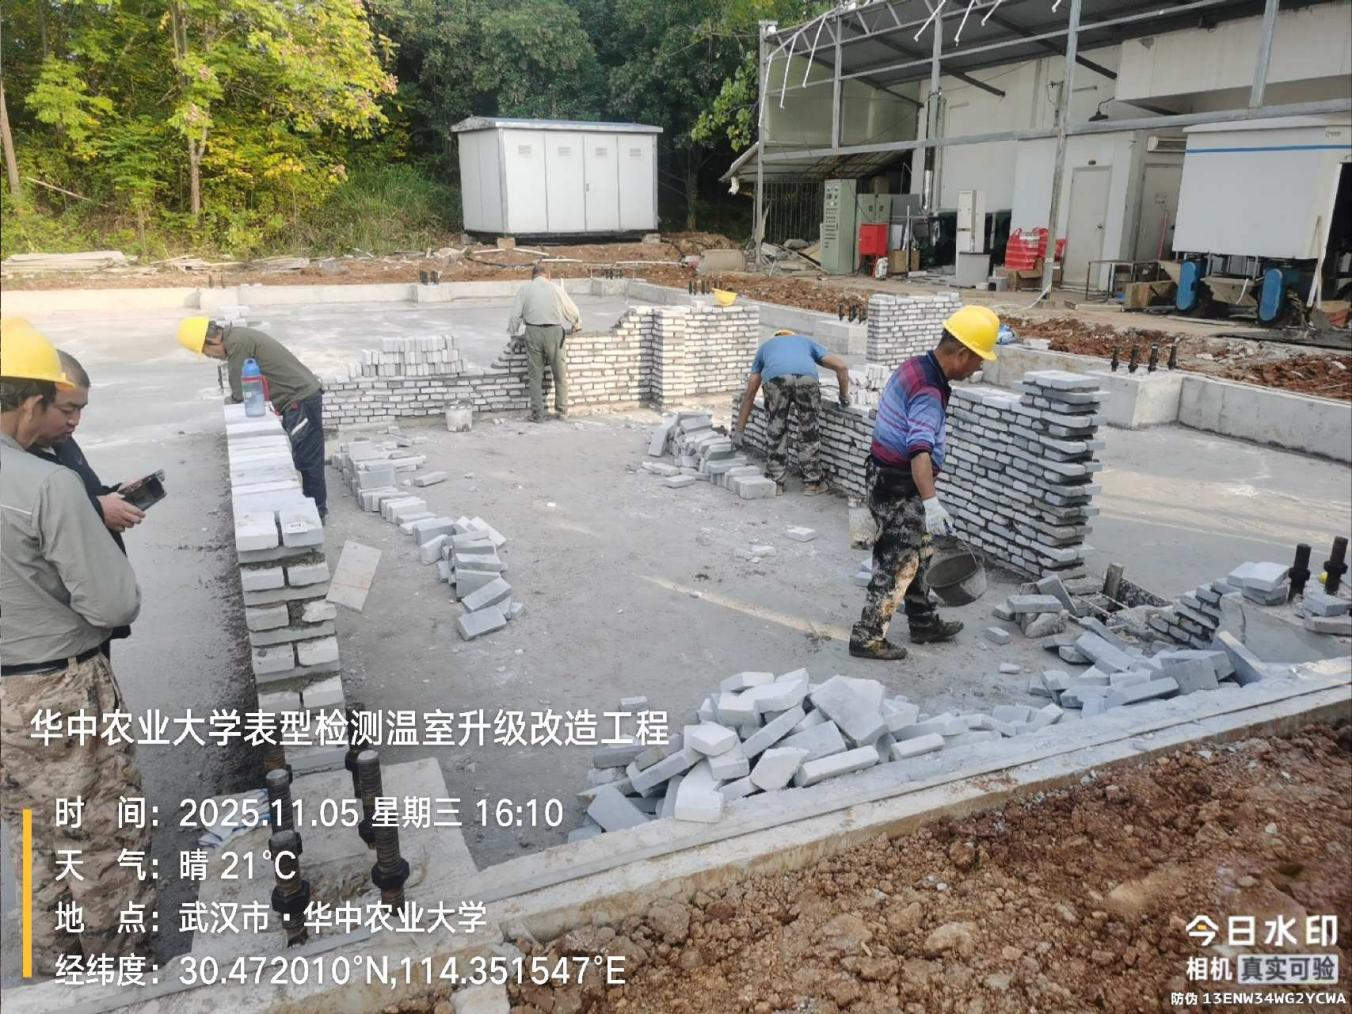 华中农业大学表型检测温室升级改造工程
时 间：2025.11.05 星期三 16:10
天 气：晴 21℃
地 点：武汉市·华中农业大学
经纬度：30.472010°N,114.351547°E
今日水印
相机 真实可验
防伪 13ENW34WG2YCWA